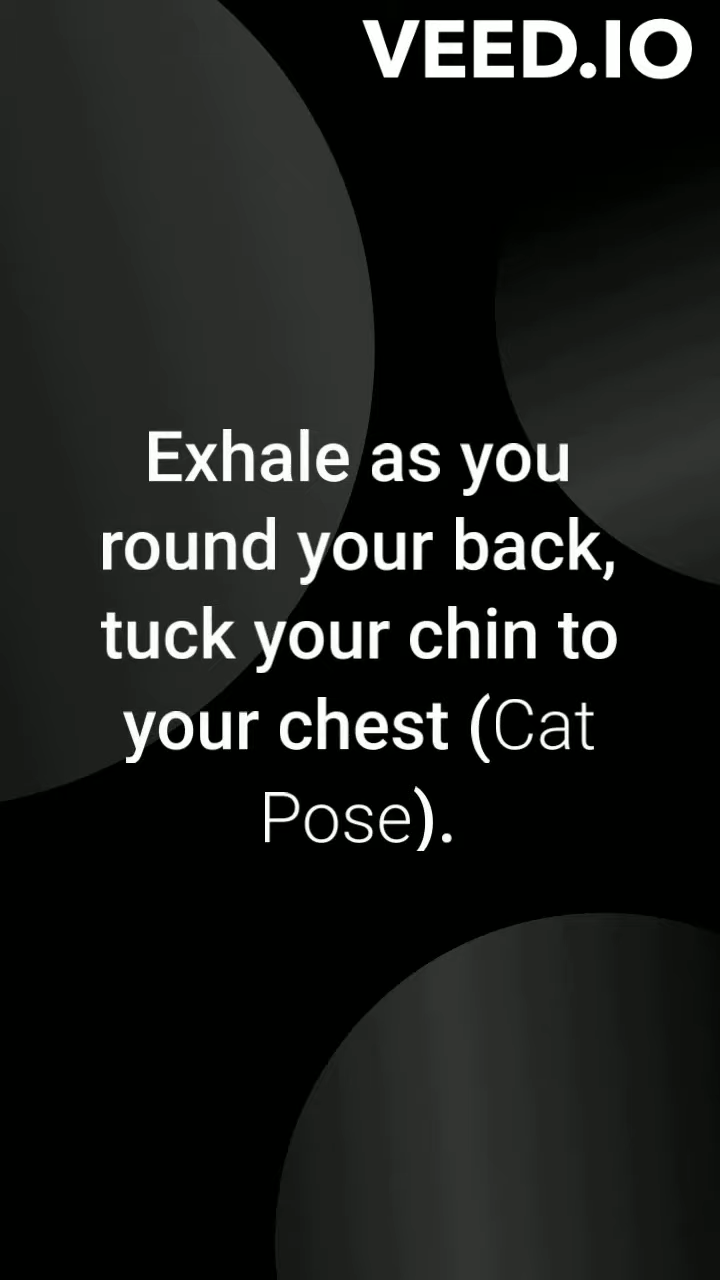 VEED.IO
Exhale as you
round your back,
tuck your chin to
your chest (Cat
Pose).